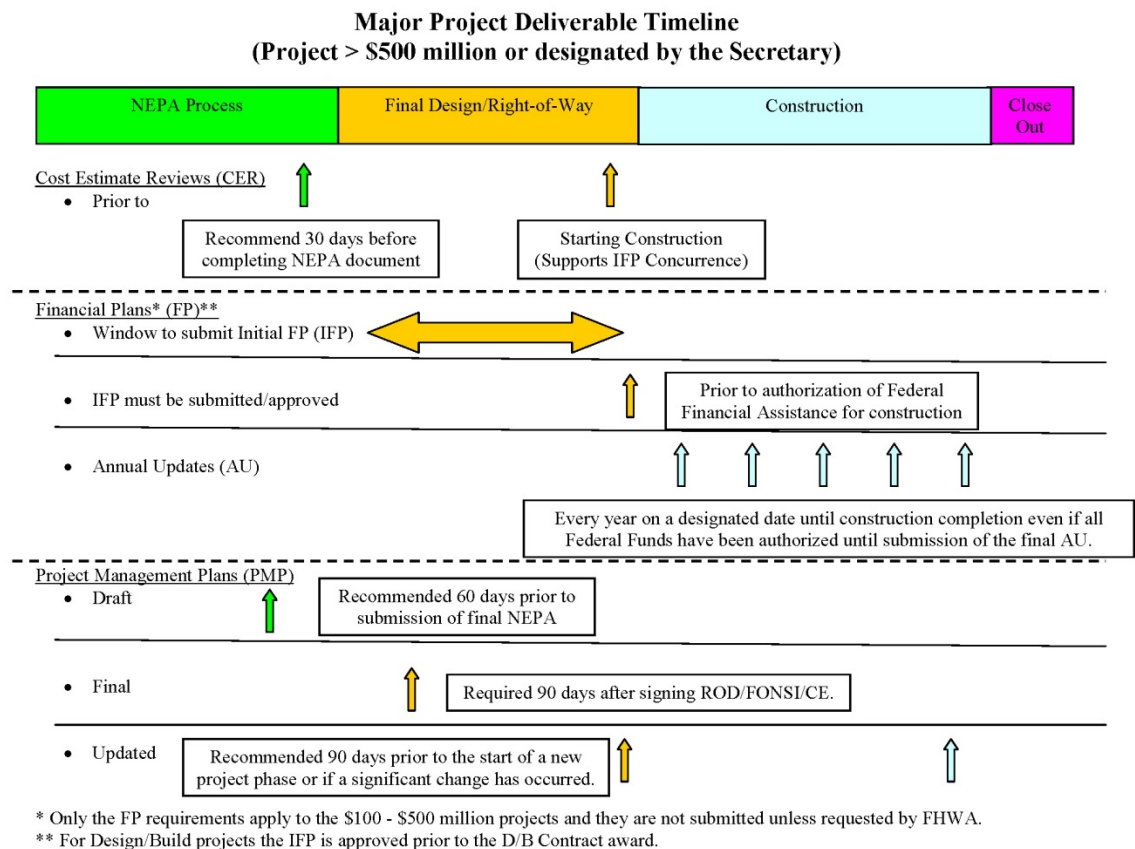 Major Project Deliverable Timeline
(Project > $500 million or designated by the Secretary)
NEPA Process
Final Design/Right-of-Way
Construction
Close
Out
Cost Estimate Reviews (CER)
• Prior to
Recommend 30 days before
completing NEPA document
Starting Construction
(Supports IFP Concurrence)
Financial Plans* (FP)**
• Window to submit Initial FP (IFP)
• IFP must be submitted/approved
Prior to authorization of Federal
Financial Assistance for construction
• Annual Updates (AU)
Every year on a designated date until construction completion even if all
Federal Funds have been authorized until submission of the final AU.
Project Management Plans (PMP)
• Draft
Recommended 60 days prior to
submission of final NEPA
• Final
Required 90 days after signing ROD/FONSI/CE.
• Updated
Recommended 90 days prior to the start of a new
project phase or if a significant change has occurred.
* Only the FP requirements apply to the $100 - $500 million projects and they are not submitted unless requested by FHWA.
** For Design/Build projects the IFP is approved prior to the D/B Contract award.